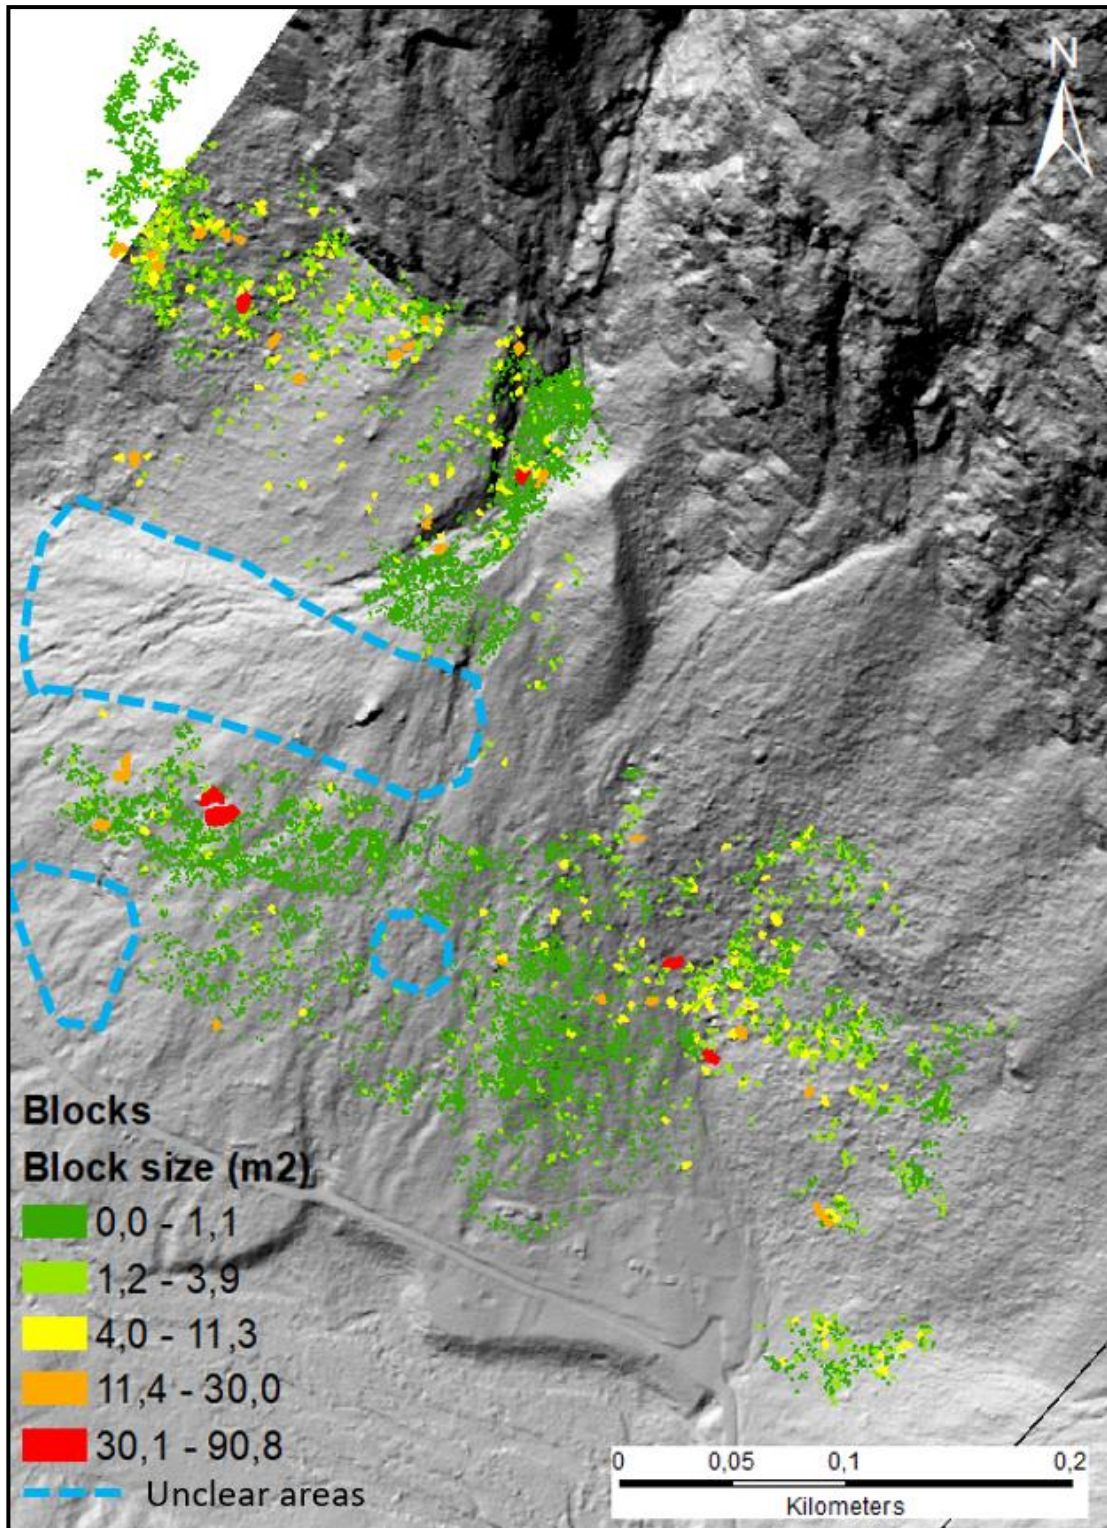 N
Blocks
Block size (m2)
0,0 - 1,1
1,2 - 3,9
4,0 - 11,3
11,4 - 30,0
30,1 - 90,8
Unclear areas
0 0,05 0,1 0,2
Kilometers